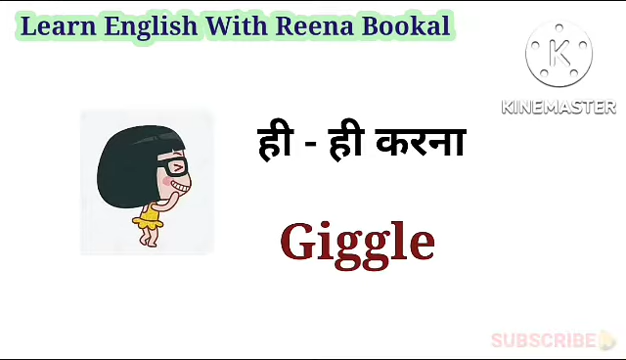 Learn English With Reena Bookal
K
KINEMASTER
ही - ही करना
Giggle
SUBSCRIBE